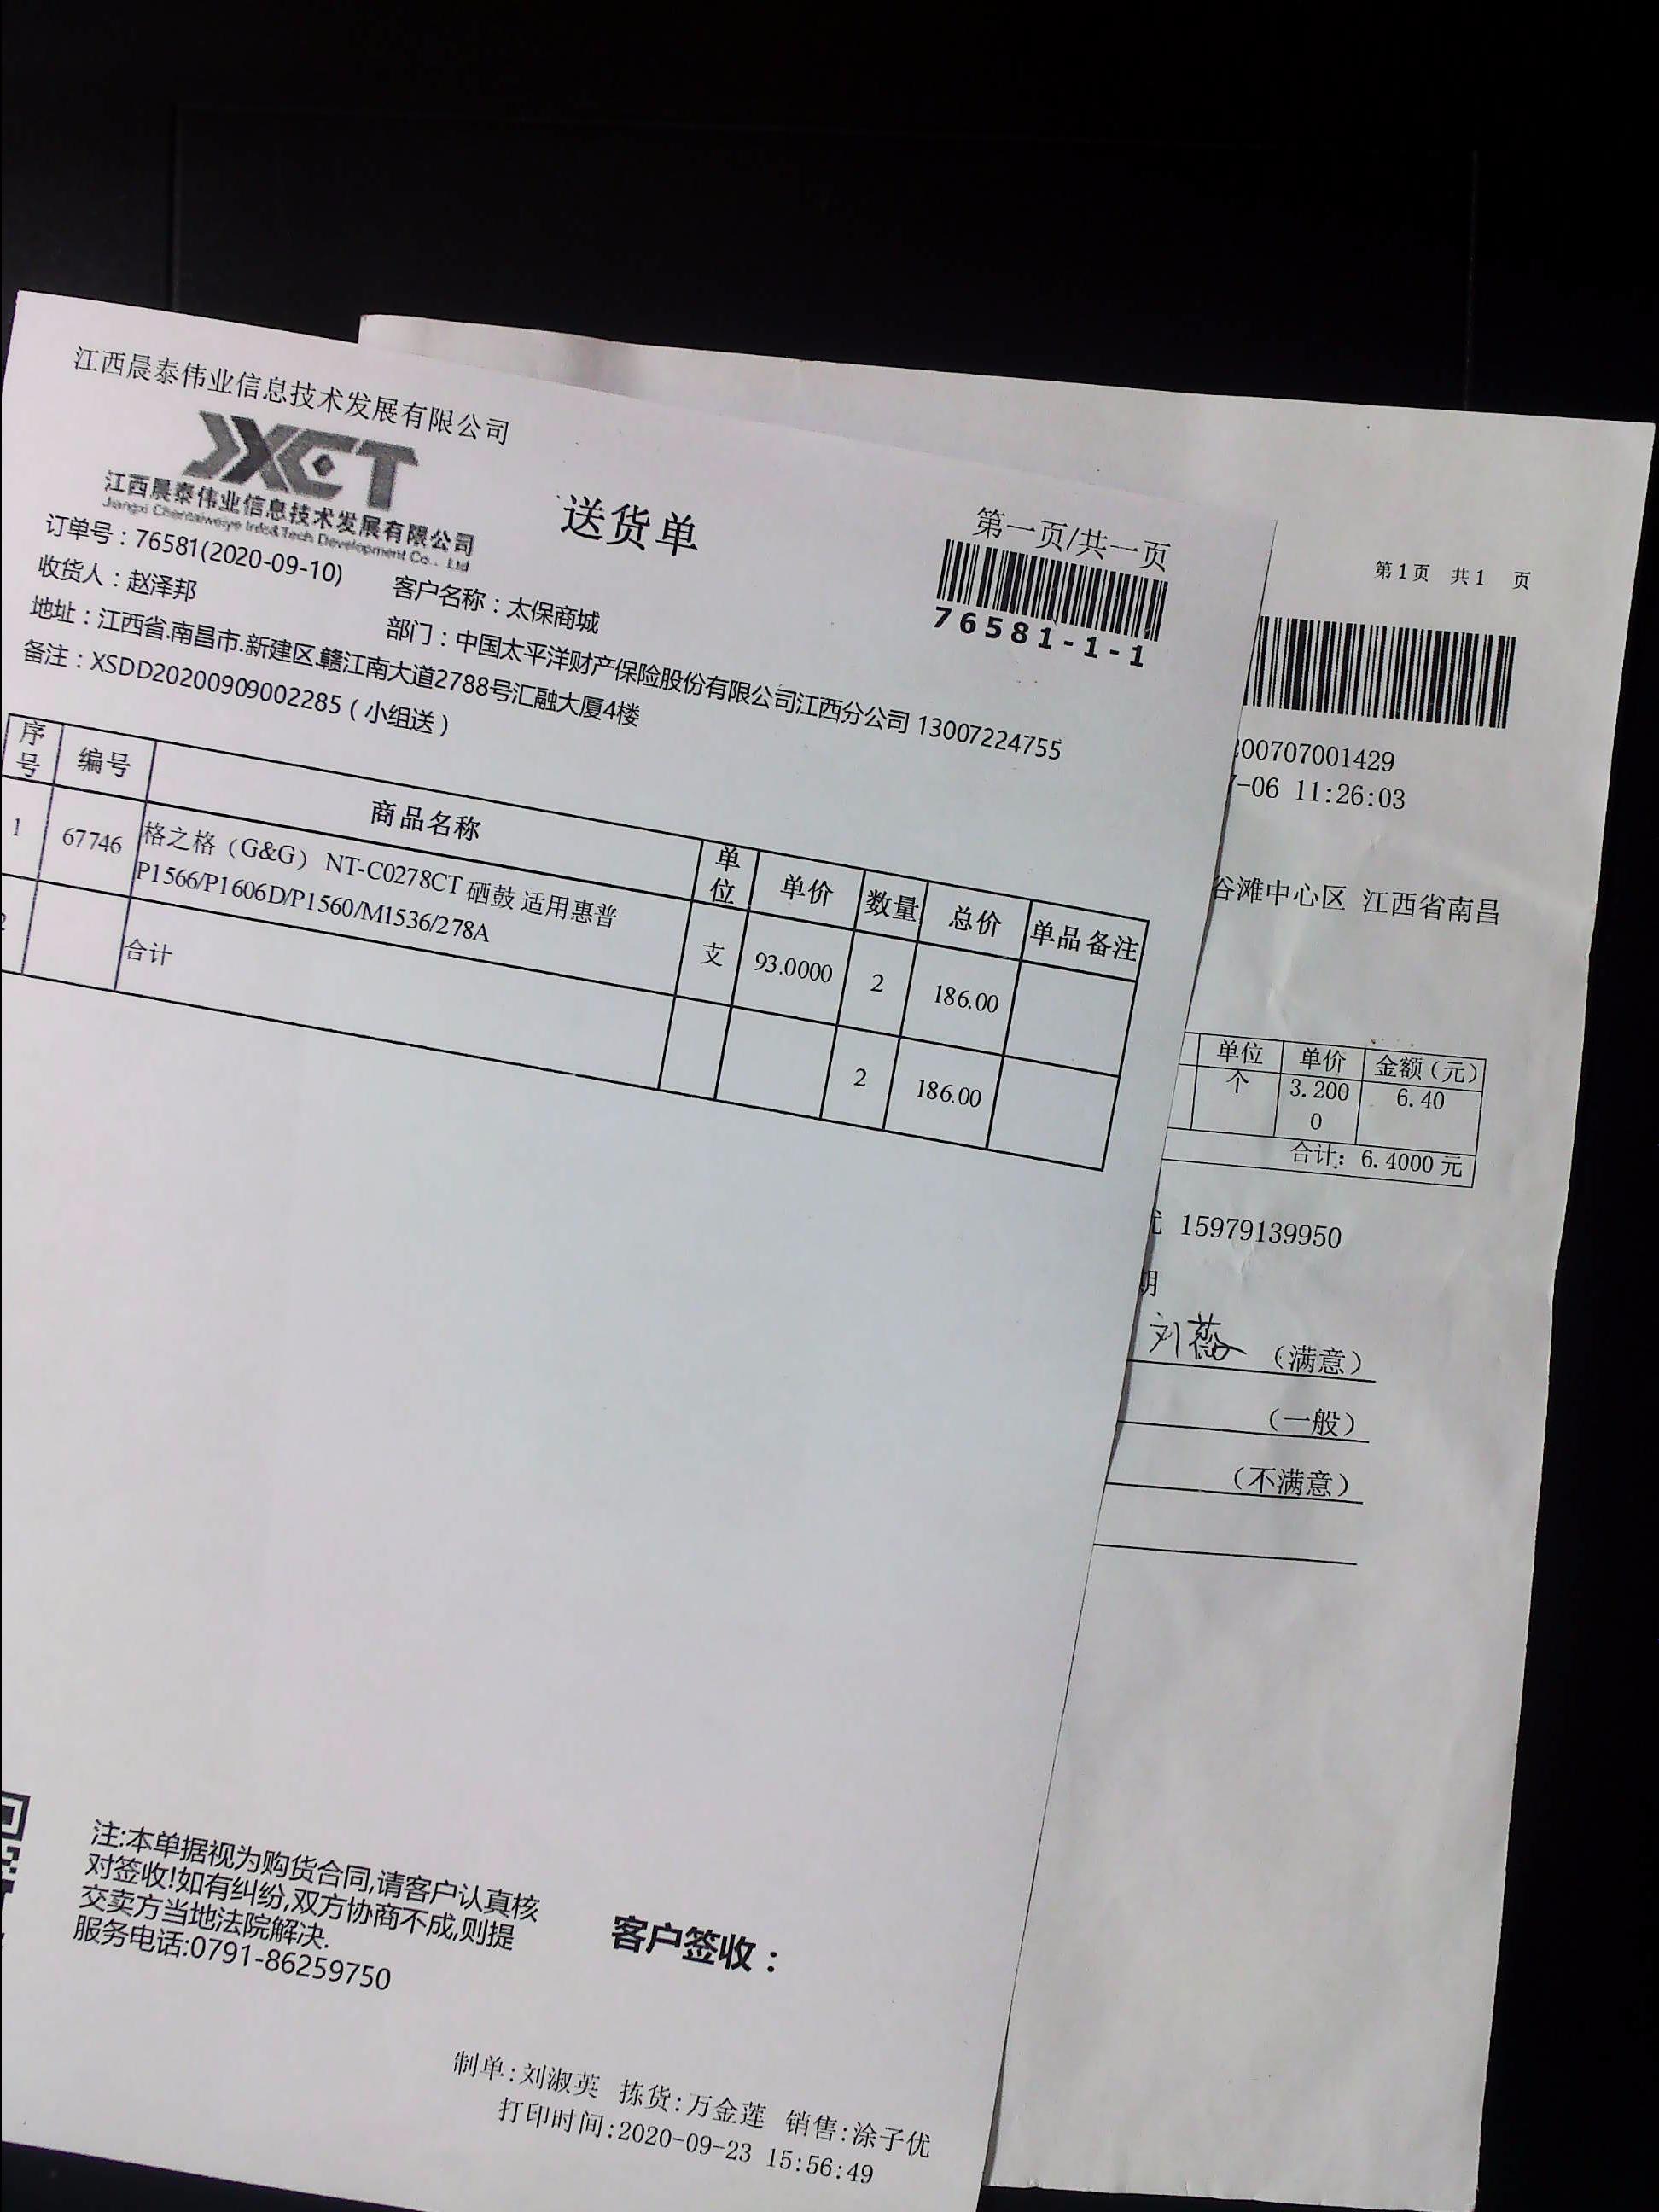 江西晨泰伟业信息技术发展有限公司
JXCT
江西晨泰伟业信息技术发展有限公司
Jiangxi Chentaiweiye Info&Tech Development Co., Ltd
送货单
第一页/共一页
76581-1-1
订单号：76581(2020-09-10)
客户名称：太保商城
收货人：赵泽邦
部门：中国太平洋财产保险股份有限公司江西分公司 13007224755
地址：江西省.南昌市.新建区.赣江南大道2788号汇融大厦4楼
备注：XSDD20200909002285（小组送）
序号 编号 商品名称 单位 单价 数量 总价 单品备注
1 67746 格之格（G&G） NT-C0278CT 硒鼓 适用惠普
P1566/P1606D/P1560/M1536/278A 支 93.0000 2 186.00
2 合计 2 186.00
注:本单据视为购货合同,请客户认真核
对签收!如有纠纷,双方协商不成,则提
交卖方当地法院解决.
服务电话:0791-86259750
客户签收：
制单:刘淑英 拣货:万金莲 销售:涂子优
打印时间:2020-09-23 15:56:49
第1页 共1 页
200707001429
7-06 11:26:03
谷滩中心区 江西省南昌
单位 单价 金额(元)
个 3.2000 6.40
合计: 6.4000 元
优 15979139950
期
刘蕊 （满意）
（一般）
（不满意）